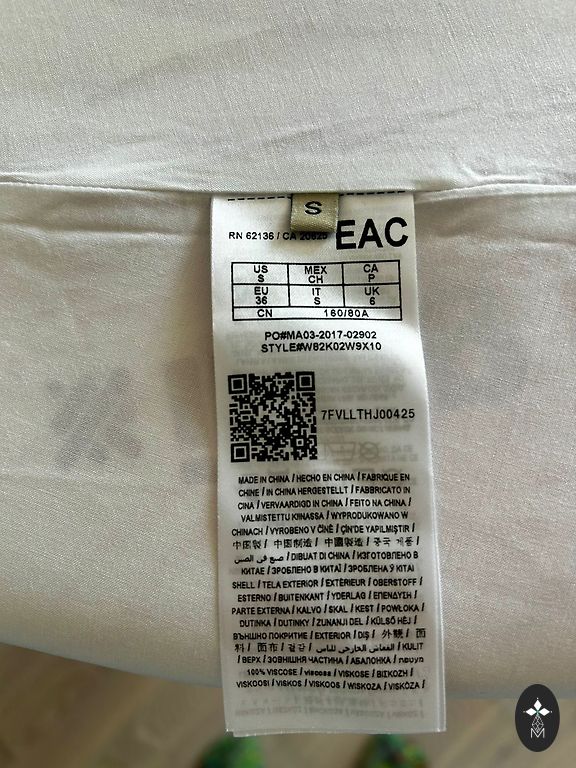 S
RN 62136 / CA 20625 EAC
US MEX CA
S CH P
EU IT UK
36 S 6
CN 160/80A
PO#MA03-2017-02902
STYLE#W82K02W9X10
7FVLLTHJ00425
MADE IN CHINA / HECHO EN CHINA / FABRIQUE EN
CHINE / IN CHINA HERGESTELLT / FABBRICATO IN
CINA / VERVAARDIGD IN CHINA / FEITO NA CHINA /
VALMISTETTU KIINASSA / WYPRODUKOWANO W
CHINACH / VYROBENO V ČÍNĚ / ÇİN'DE YAPILMIŞTIR /
中国製 / 中国制造 / 中國製造 / 중국
صنع في الصين / DIBUAT DI CHINA / ИЗГОТОВЛЕНО В
КИТАЕ / ЗРОБЛЕНО В КИТАЇ / ЗРОБЛЕНА Ў КІТАІ
SHELL / TELA EXTERIOR / EXTÉRIEUR / OBERSTOFF /
ESTERNO / BUITENKANT / YDERLAG / ΕΠΕΝΔΥΣΗ /
PARTE EXTERNA / KALVO / SKAL / KEST / POWŁOKA /
DUTINKA / DUTINKY / ZUNANJI DEL / KÜLSŐ HÉJ /
ВЪНШНО ПОКРИТИЕ / EXTERIOR / DIŞ / 外観 / 面
料 / 面布 / 겉감 / القماش الخارجي للباس / KULIT
/ ВЕРХ / ЗОВНІШНЯ ЧАСТИНА / АБАЛОНКА / מעטפת
100% VISCOSE / viscosa / VISKOSE / ΒΙΣΚΟΖΗ /
VISKOOSI / VISKOS / VISKOOS / WISKOZA / VISKÓZA /
M